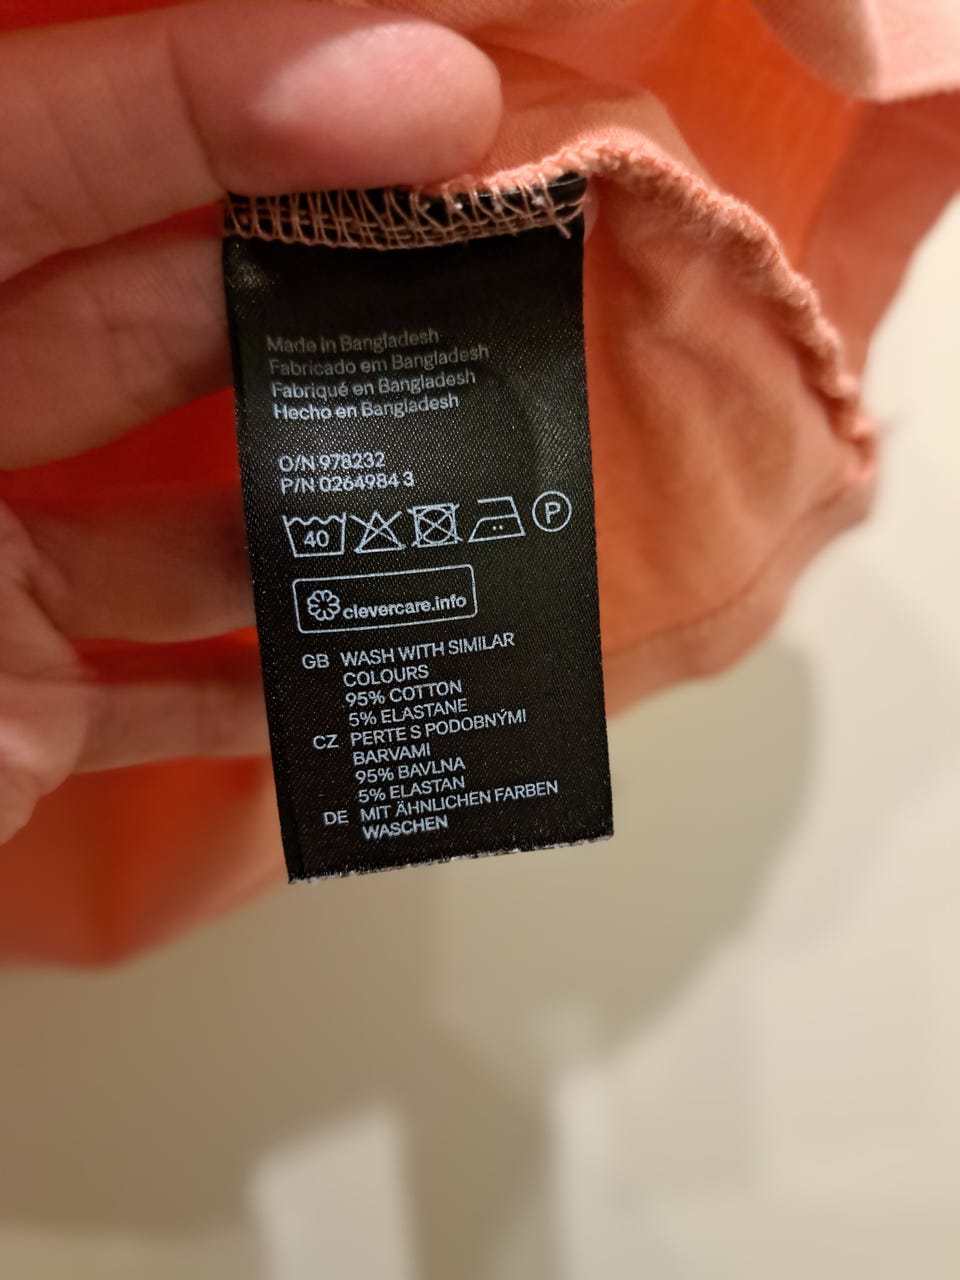 Made in Bangladesh
Fabricado em Bangladesh
Fabriqué en Bangladesh
Hecho en Bangladesh
O/N 978232
P/N 0264984 3
40 P
clevercare.info
GB WASH WITH SIMILAR
COLOURS
95% COTTON
5% ELASTANE
CZ PERTE S PODOBNÝMI
BARVAMI
95% BAVLNA
5% ELASTAN
DE MIT ÄHNLICHEN FARBEN
WASCHEN